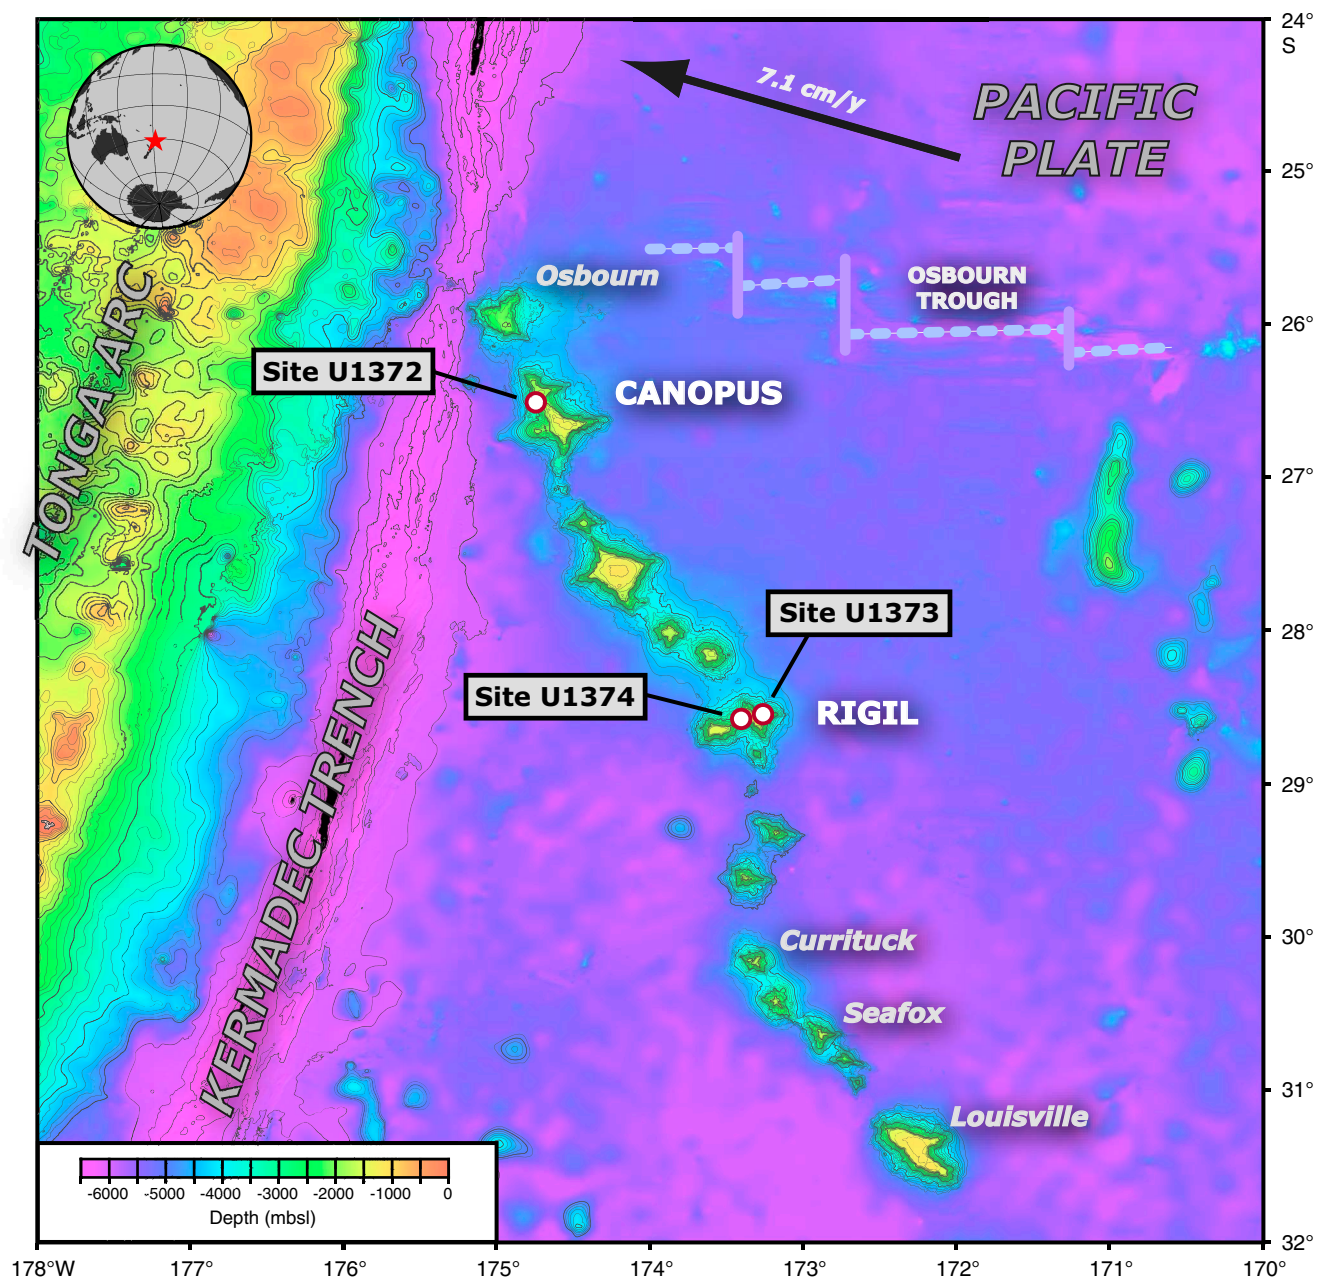 24°
S
7.1 cm/y
PACIFIC
PLATE
25°
Osbourn
OSBOURN
TROUGH
TONGA ARC
26°
Site U1372
CANOPUS
27°
Site U1373
28°
Site U1374
RIGIL
KERMADEC TRENCH
29°
Currituck
30°
Seafox
31°
Louisville
-6000 -5000 -4000 -3000 -2000 -1000 0
Depth (mbsl)
32°
178°W 177° 176° 175° 174° 173° 172° 171° 170°